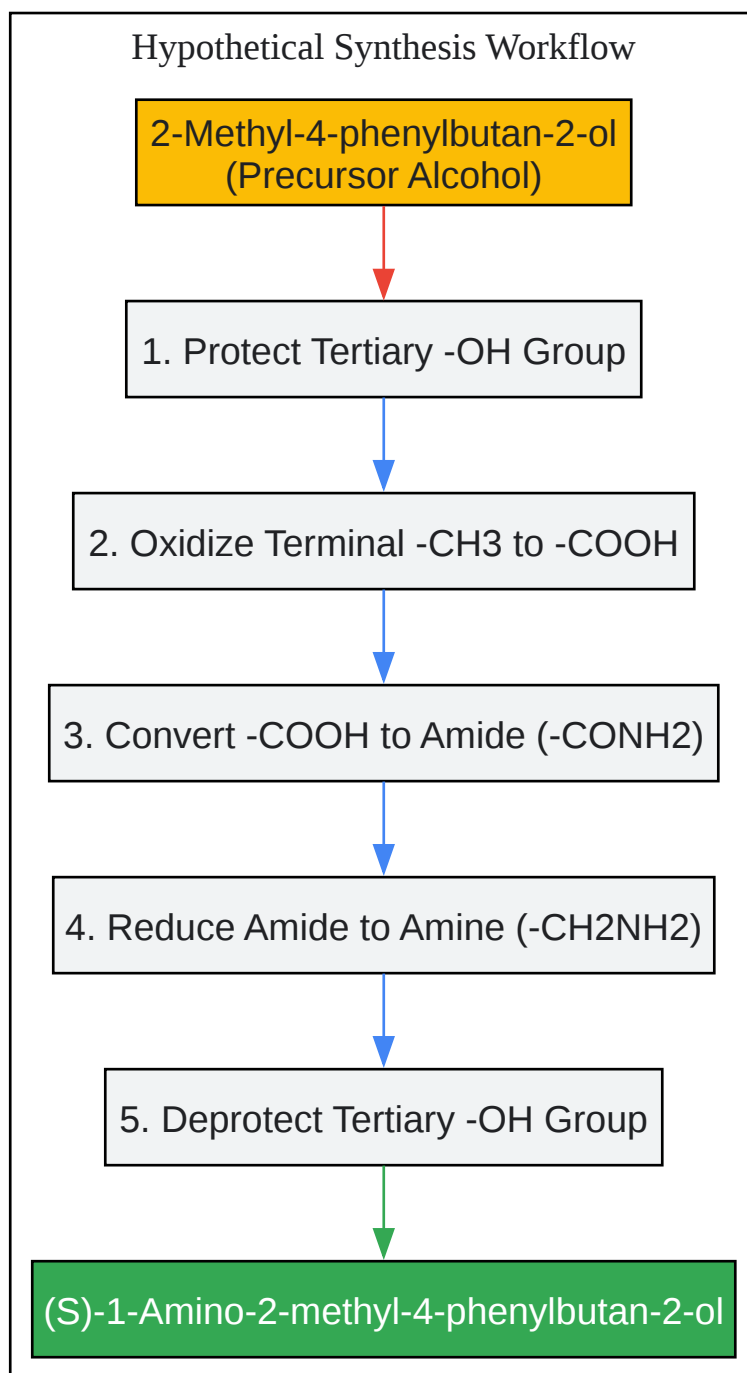 Hypothetical Synthesis Workflow
2-Methyl-4-phenylbutan-2-ol
(Precursor Alcohol)
1. Protect Tertiary -OH Group
2. Oxidize Terminal -CH3 to -COOH
3. Convert -COOH to Amide (-CONH2)
4. Reduce Amide to Amine (-CH2NH2)
5. Deprotect Tertiary -OH Group
(S)-1-Amino-2-methyl-4-phenylbutan-2-ol